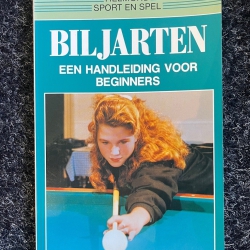 SPORT EN SPEL
BILJARTEN
EEN HANDLEIDING VOOR
BEGINNERS